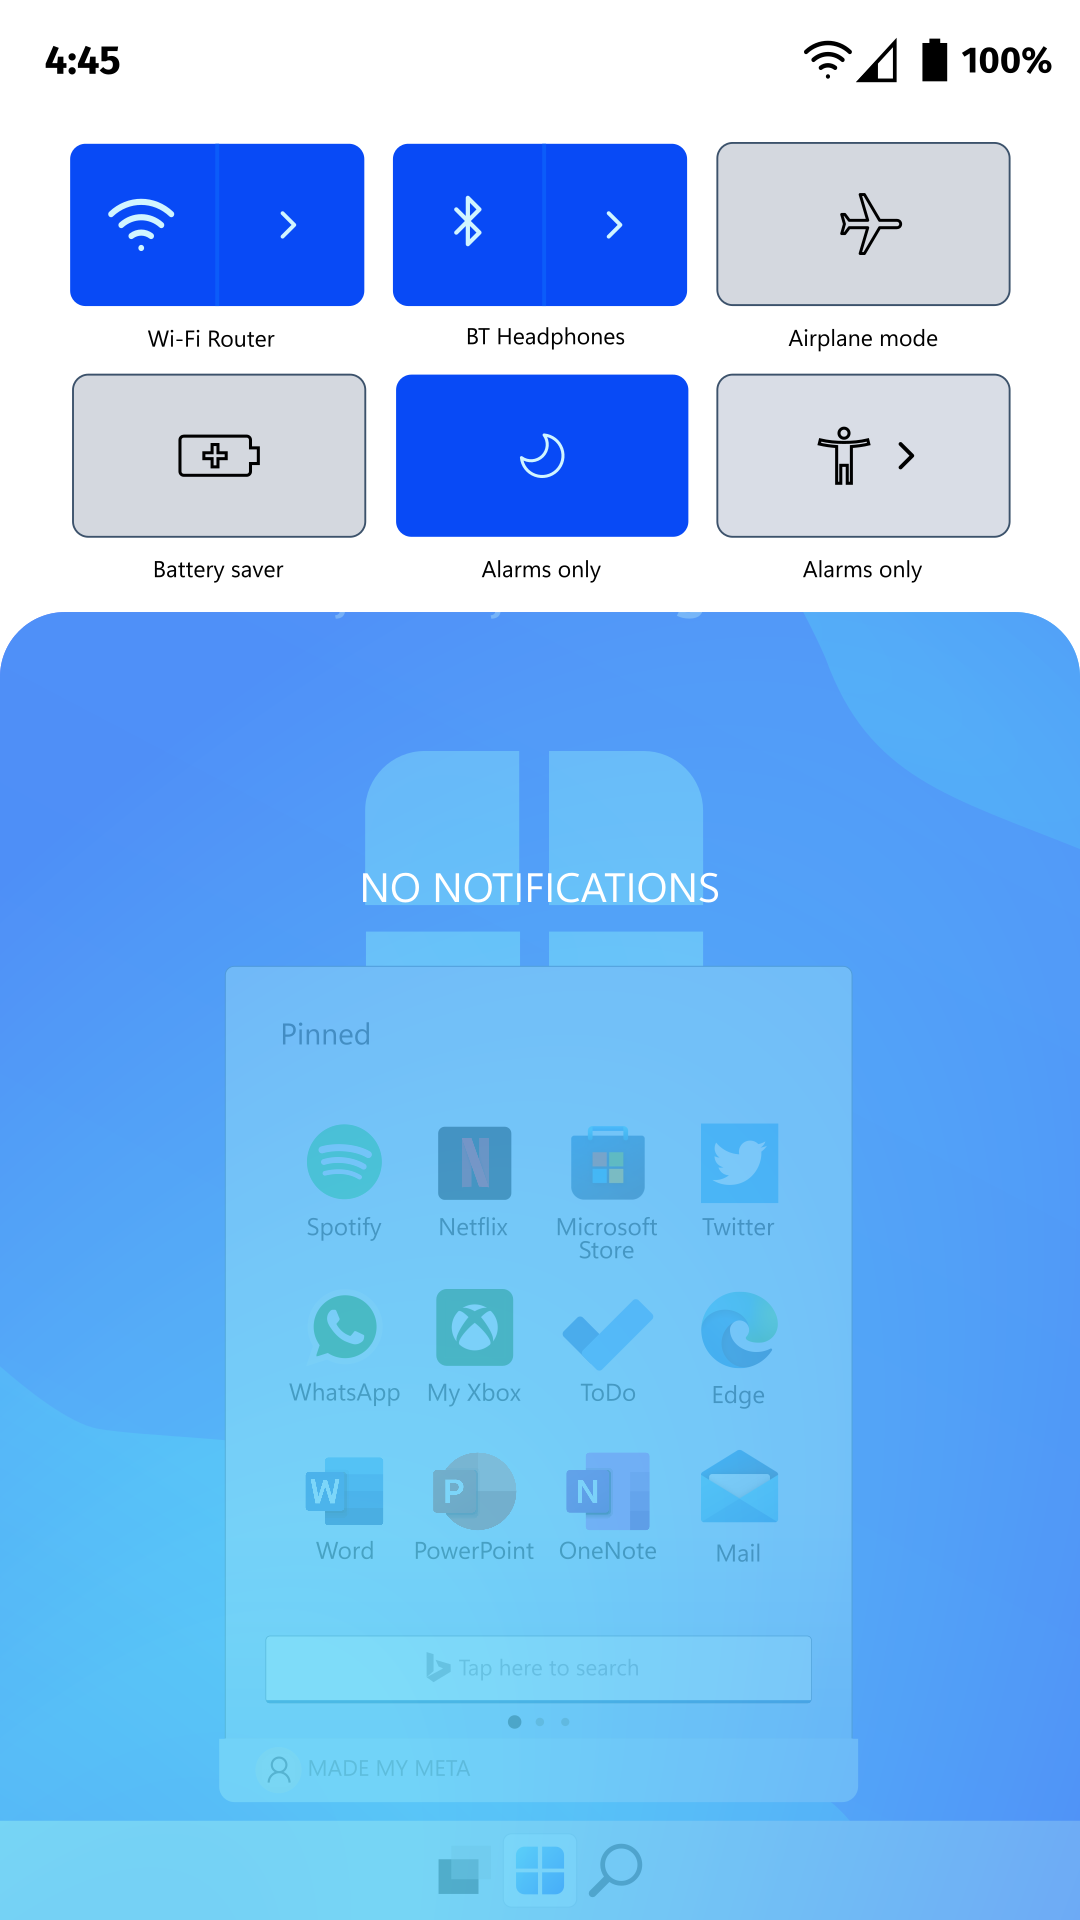 4:45
100%
Wi-Fi Router
BT Headphones
Airplane mode
Battery saver
Alarms only
Alarms only
NO NOTIFICATIONS
Pinned
Spotify
Netflix
Microsoft
Store
Twitter
WhatsApp
My Xbox
ToDo
Edge
Word
PowerPoint
OneNote
Mail
Tap here to search
MADE MY META